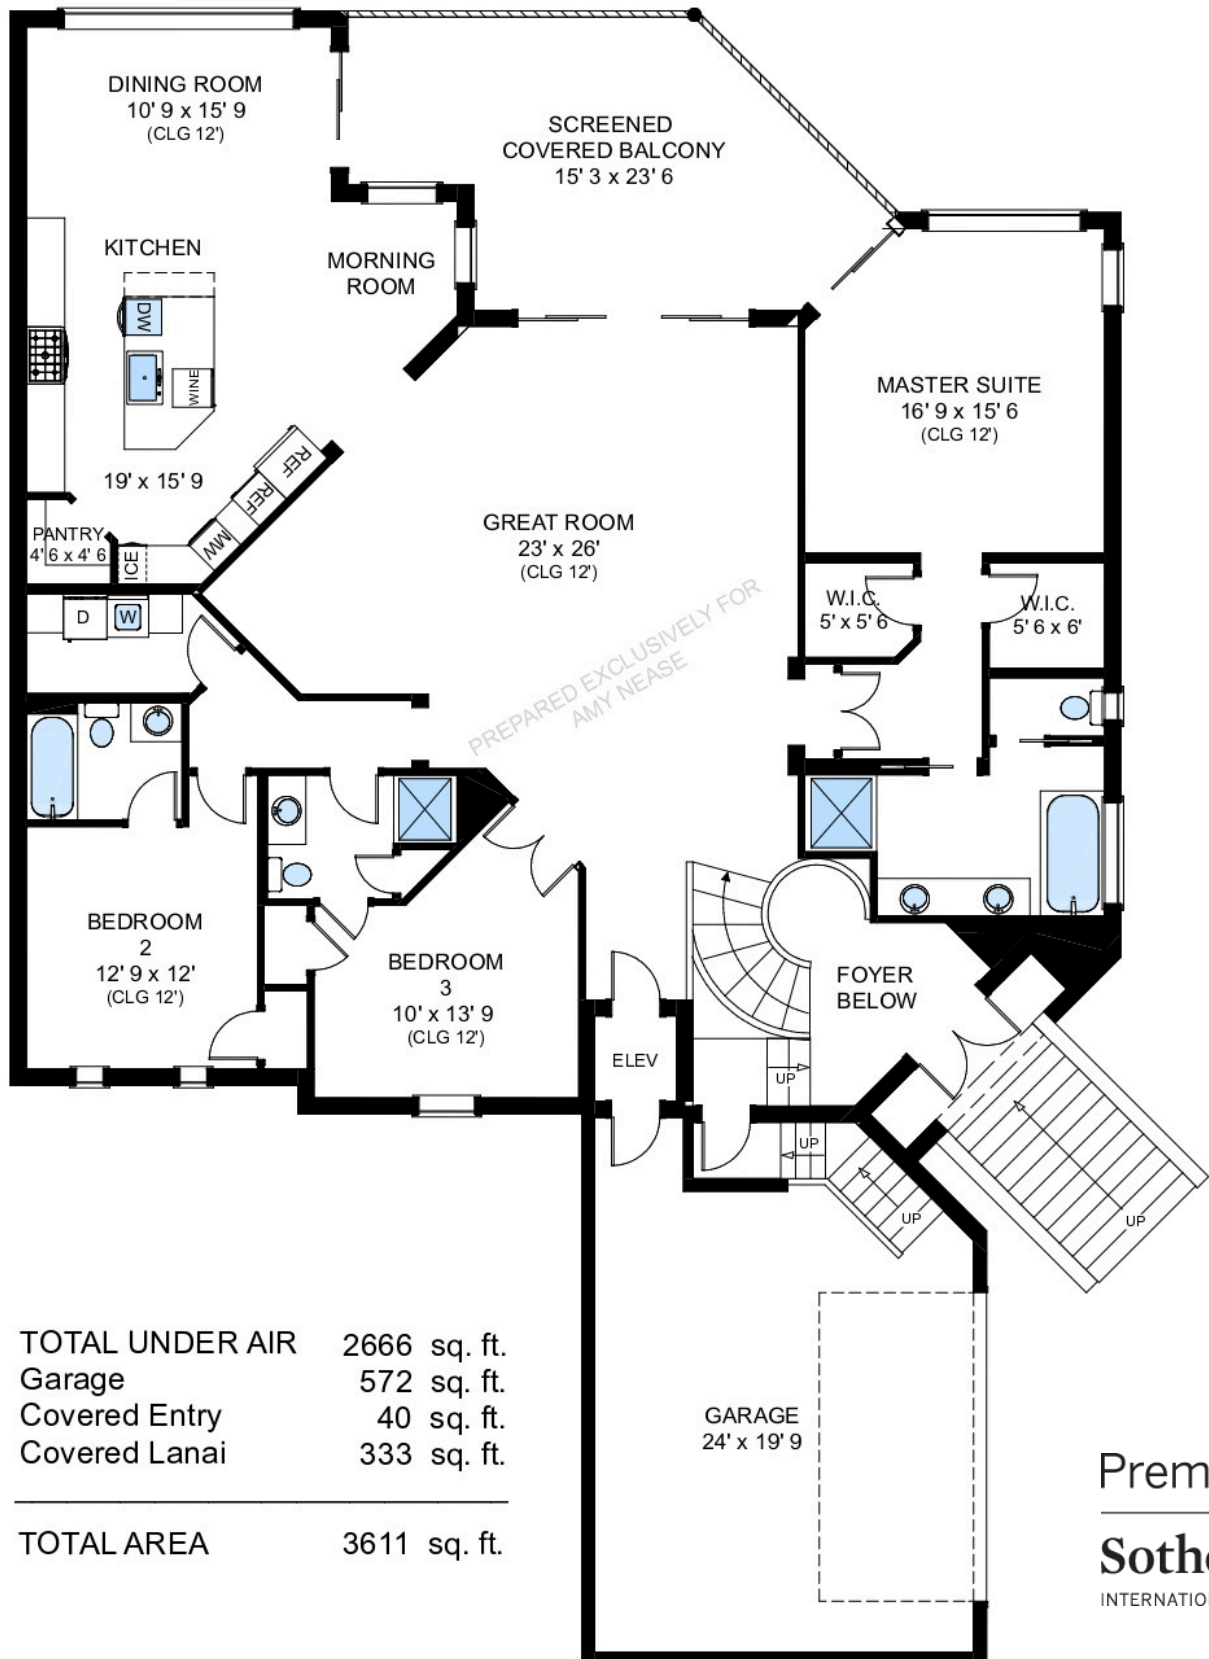 DINING ROOM
10' 9 x 15' 9
(CLG 12')
SCREENED
COVERED BALCONY
15' 3 x 23' 6
KITCHEN
MORNING
ROOM
DW
WINE
MASTER SUITE
16' 9 x 15' 6
(CLG 12')
19' x 15' 9
REF
REF
MW
ICE
PANTRY
4' 6 x 4' 6
GREAT ROOM
23' x 26'
(CLG 12')
PREPARED EXCLUSIVELY FOR
AMY NEASE
W.I.C.
5' x 5' 6
W.I.C.
5' 6 x 6'
D
W
BEDROOM
2
12' 9 x 12'
(CLG 12')
BEDROOM
3
10' x 13' 9
(CLG 12')
FOYER
BELOW
ELEV
UP
UP
UP
UP
TOTAL UNDER AIR 2666 sq. ft.
Garage 572 sq. ft.
Covered Entry 40 sq. ft.
Covered Lanai 333 sq. ft.
TOTAL AREA 3611 sq. ft.
GARAGE
24' x 19' 9
Prem
Sothe
INTERNATIO